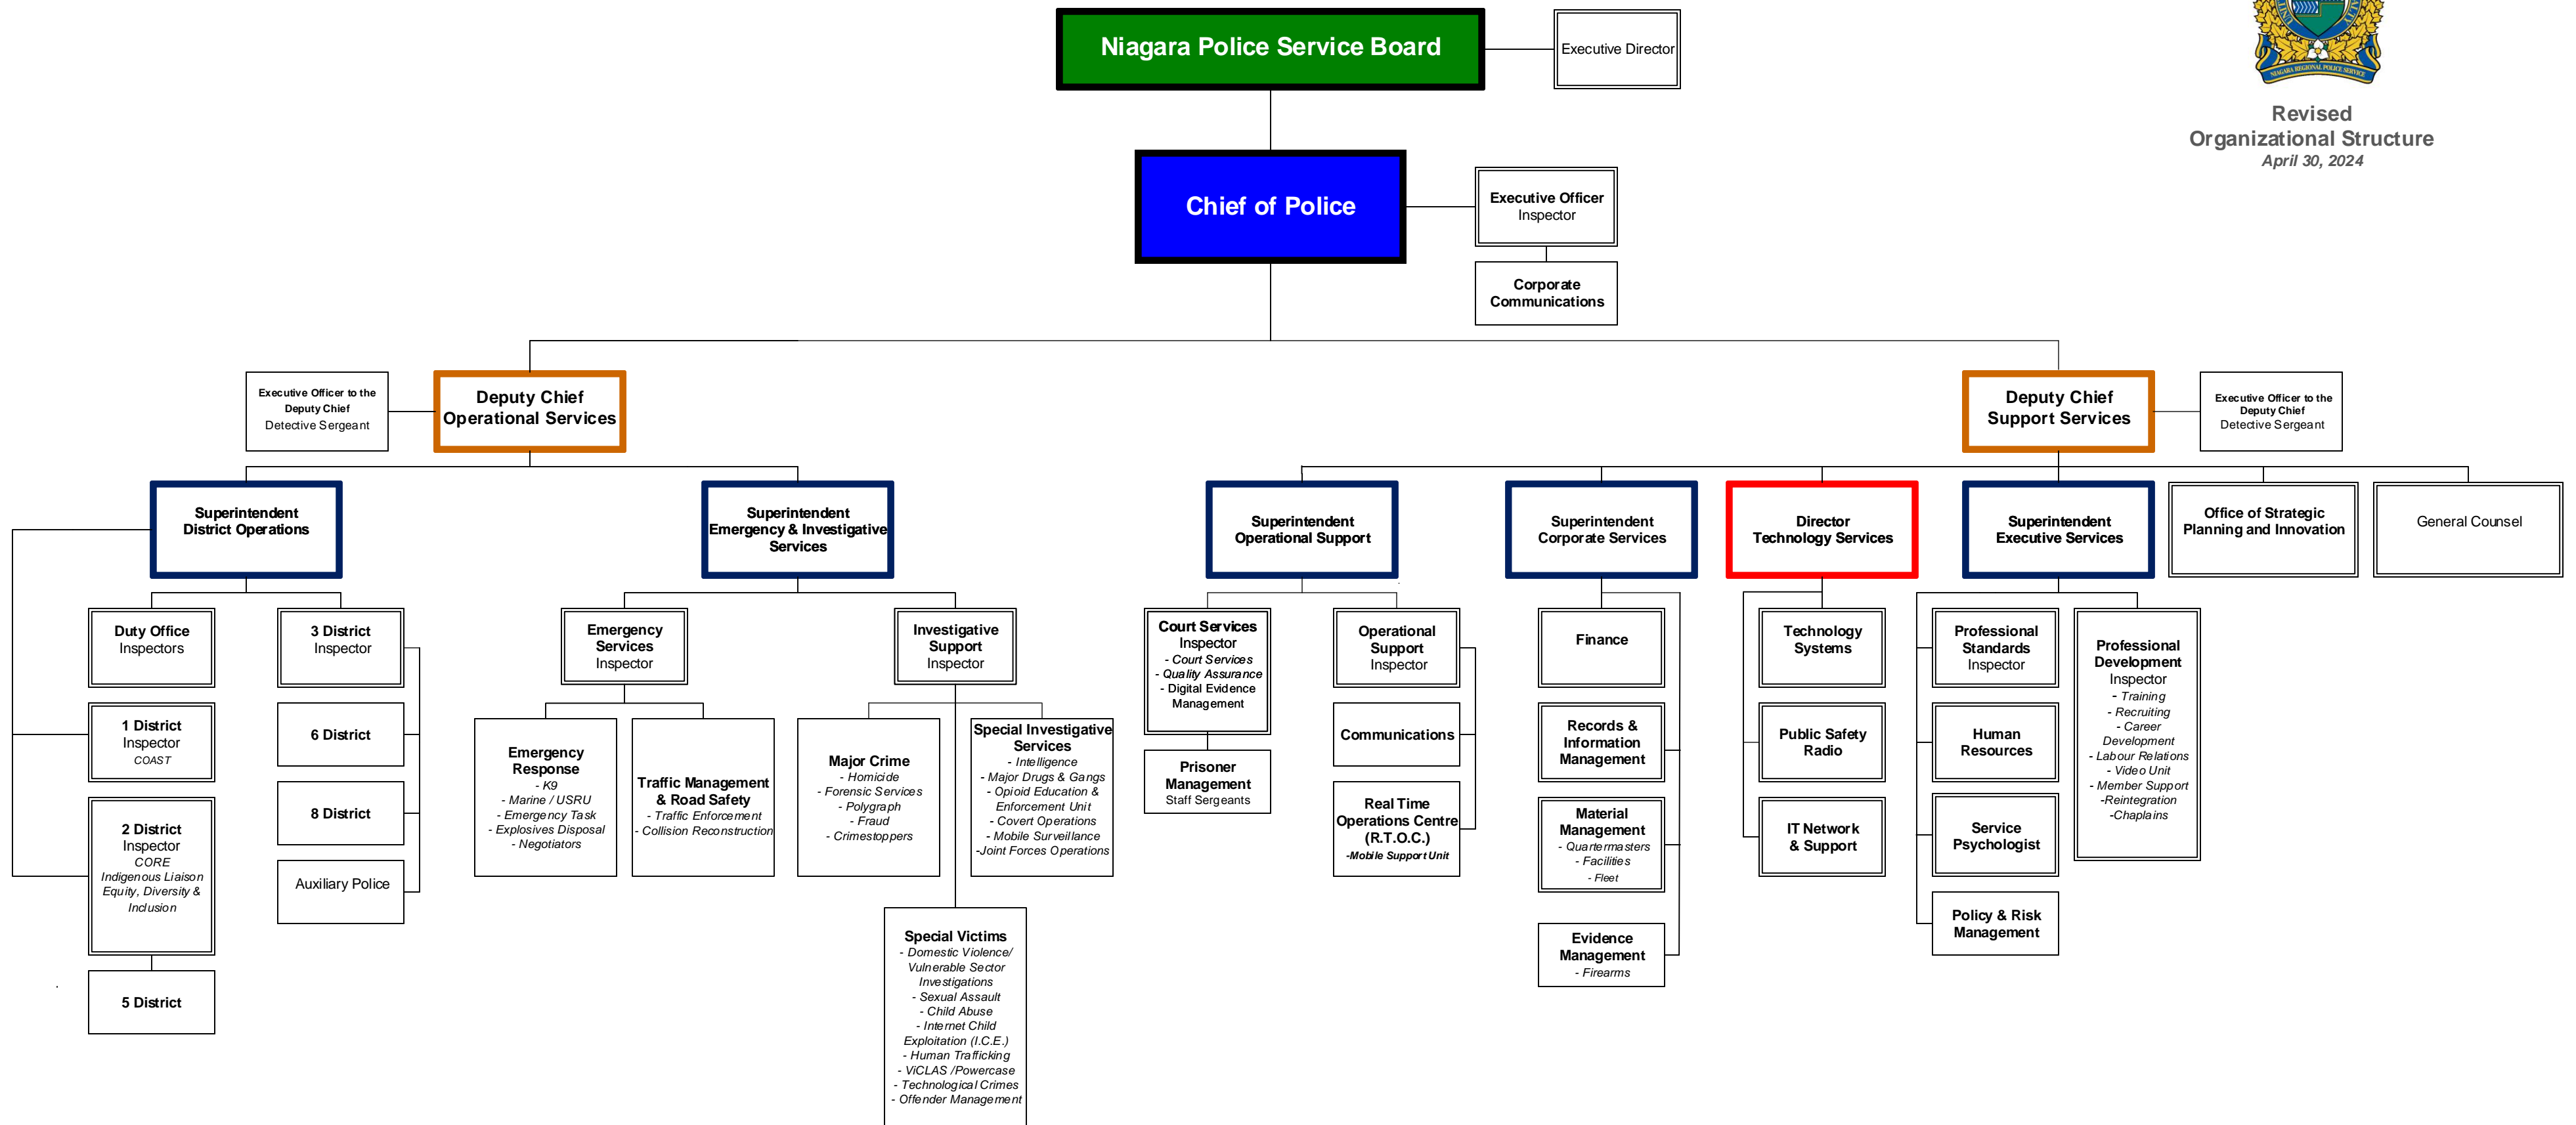 Niagara Police Service Board
Executive Director
NIAGARA REGIONAL POLICE SERVICE
Revised
Organizational Structure
April 30, 2024
Chief of Police
Executive Officer
Inspector
Corporate
Communications
Executive Officer to the
Deputy Chief
Detective Sergeant
Deputy Chief
Operational Services
Deputy Chief
Support Services
Executive Officer to the
Deputy Chief
Detective Sergeant
Superintendent
District Operations
Superintendent
Emergency & Investigative
Services
Superintendent
Operational Support
Superintendent
Corporate Services
Director
Technology Services
Superintendent
Executive Services
Office of Strategic
Planning and Innovation
General Counsel
Duty Office
Inspectors
1 District
Inspector
COAST
2 District
Inspector
CORE
Indigenous Liaison
Equity, Diversity &
Inclusion
5 District
3 District
Inspector
6 District
8 District
Auxiliary Police
Emergency
Services
Inspector
Emergency
Response
- K9
- Marine / USRU
- Emergency Task
- Explosives Disposal
- Negotiators
Traffic Management
& Road Safety
- Traffic Enforcement
- Collision Reconstruction
Investigative
Support
Inspector
Major Crime
- Homicide
- Forensic Services
- Polygraph
- Fraud
- Crimestoppers
Special Investigative
Services
- Intelligence
- Major Drugs & Gangs
- Opioid Education &
Enforcement Unit
- Covert Operations
- Mobile Surveillance
-Joint Forces Operations
Special Victims
- Domestic Violence/
Vulnerable Sector
Investigations
- Sexual Assault
- Child Abuse
- Internet Child
Exploitation (I.C.E.)
- Human Trafficking
- ViCLAS /Powercase
- Technological Crimes
- Offender Management
Court Services
Inspector
- Court Services
- Quality Assurance
- Digital Evidence
Management
Prisoner
Management
Staff Sergeants
Operational
Support
Inspector
Communications
Real Time
Operations Centre
(R.T.O.C.)
-Mobile Support Unit
Finance
Records &
Information
Management
Material
Management
- Quartermasters
- Facilities
- Fleet
Evidence
Management
- Firearms
Technology
Systems
Public Safety
Radio
IT Network
& Support
Professional
Standards
Inspector
Human
Resources
Service
Psychologist
Policy & Risk
Management
Professional
Development
Inspector
- Training
- Recruiting
- Career
Development
- Labour Relations
- Video Unit
- Member Support
-Reintegration
-Chaplains